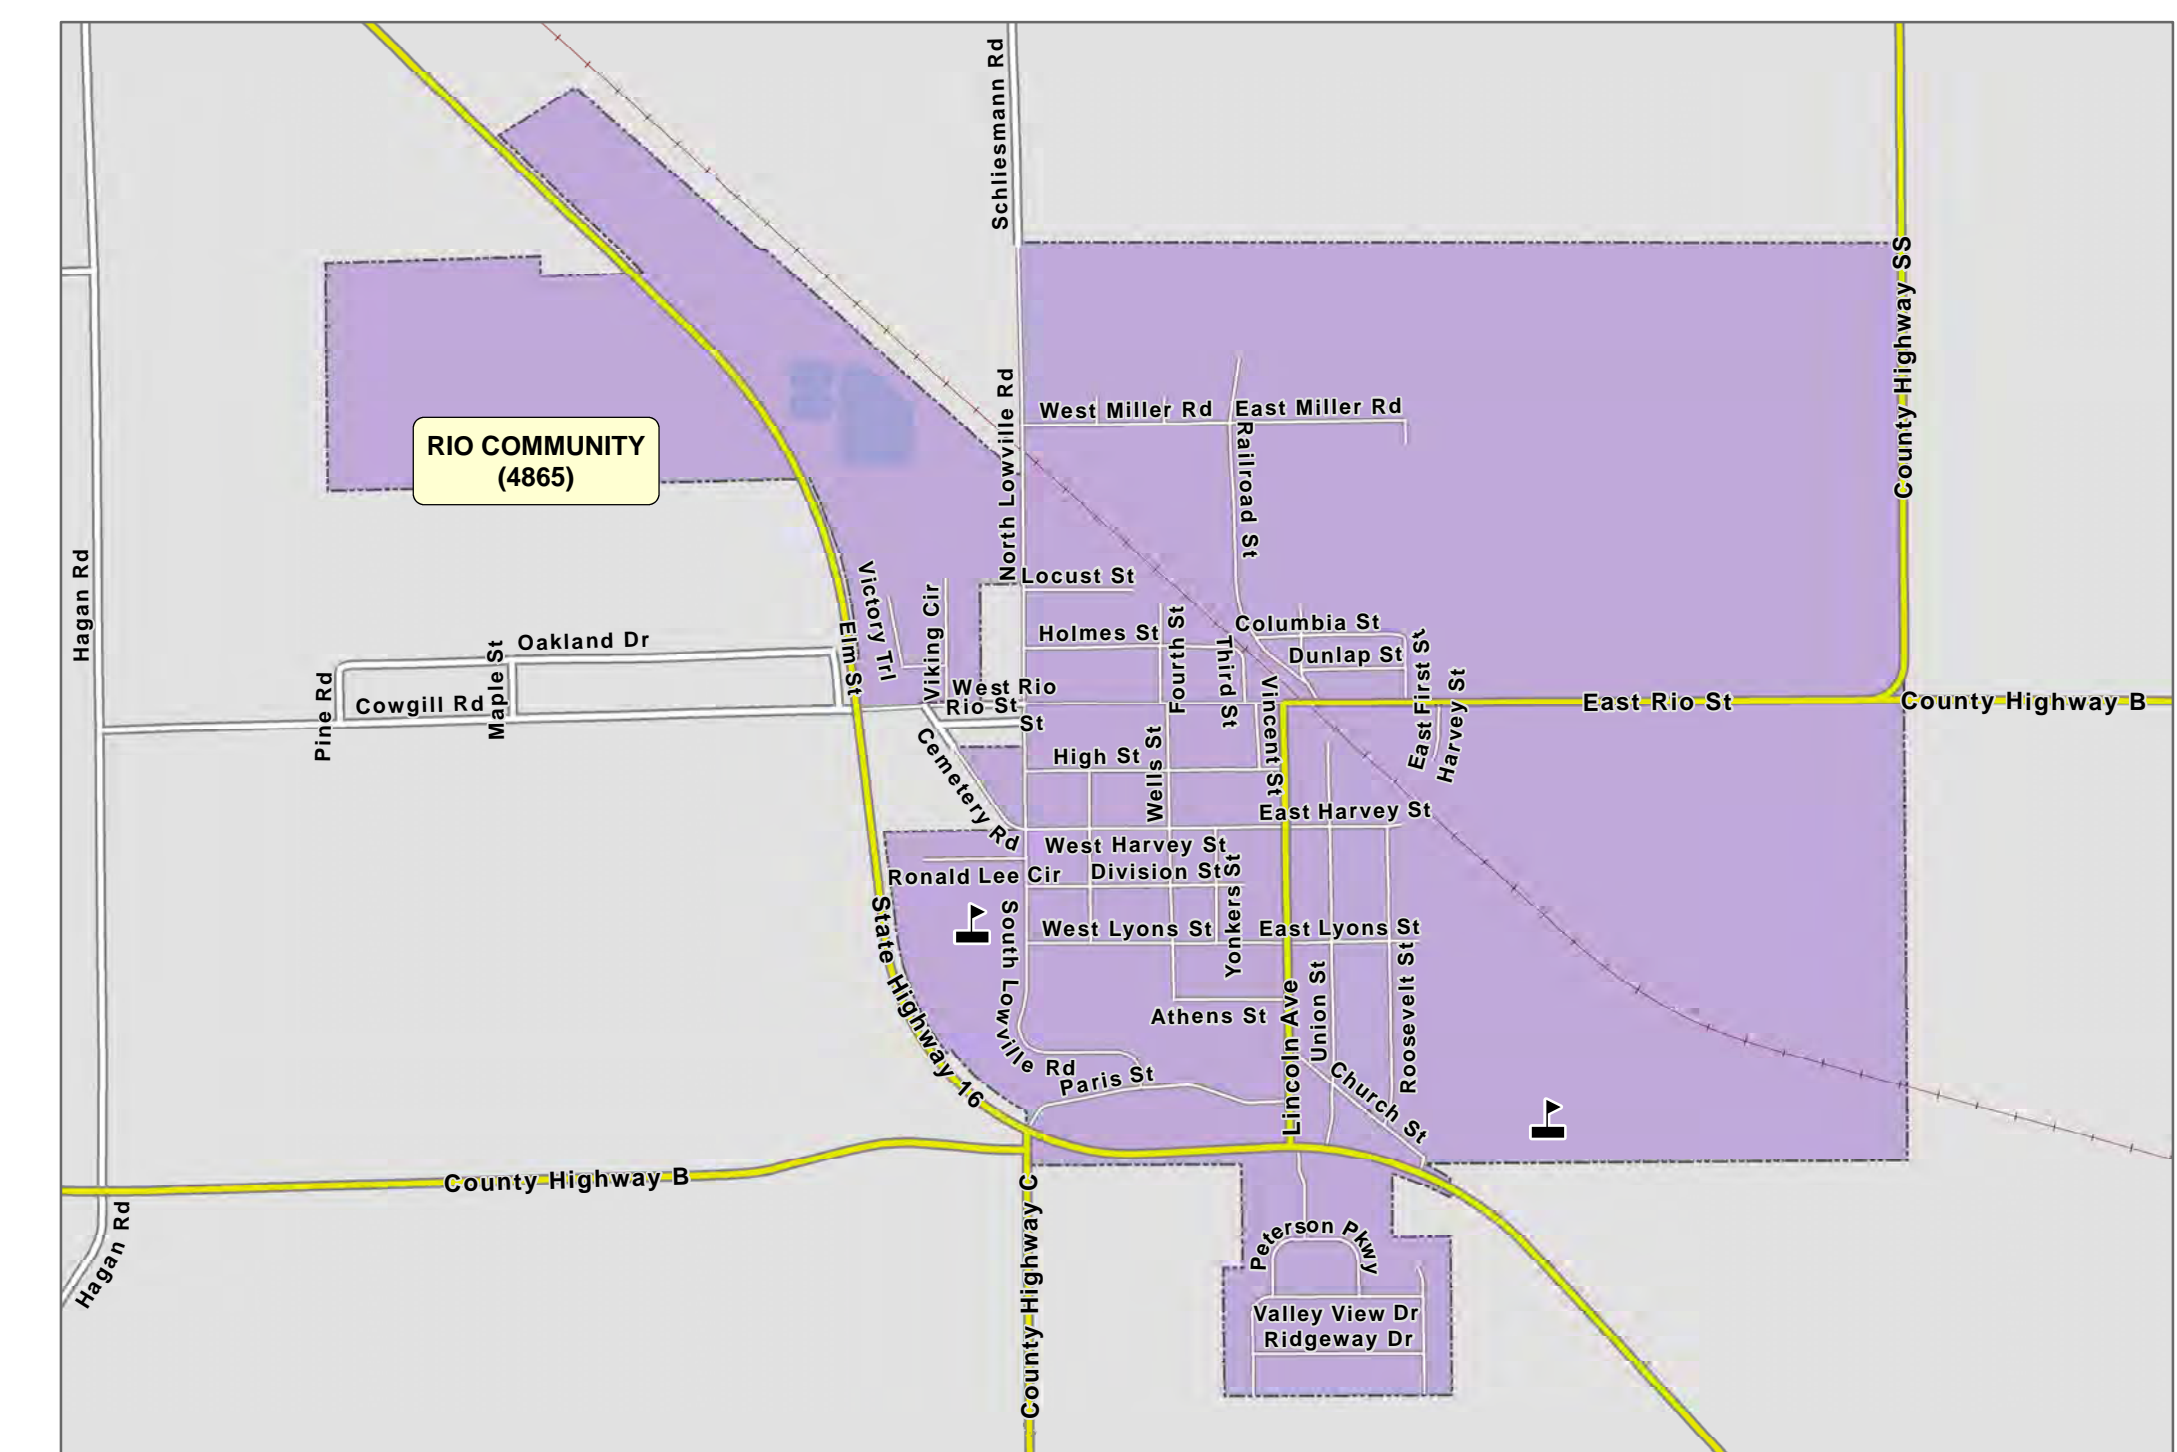 Schliesmann Rd
County Highway SS
North Lowville Rd
West Miller Rd
East Miller Rd
RIO COMMUNITY
(4865)
Railroad St
Hagan Rd
Victory Trl
Viking Cir
Locust St
Elm St
Oakland Dr
Maple St
Pine Rd
Cowgill Rd
Holmes St
Fourth St
Third St
Columbia St
Dunlap St
East First St
Harvey St
West Rio
St
Rio St
Vincent St
East Rio St
County Highway B
Cemetery Rd
High St
Wells St
East Harvey St
West Harvey St
Ronald Lee Cir
Division St
Yonkers St
State Highway 16
South Lowville Rd
West Lyons St
East Lyons St
Athens St
Lincoln Ave
Union St
Roosevelt St
Paris St
Church St
County Highway B
County Highway C
Hagan Rd
Peterson Pkwy
Valley View Dr
Ridgeway Dr